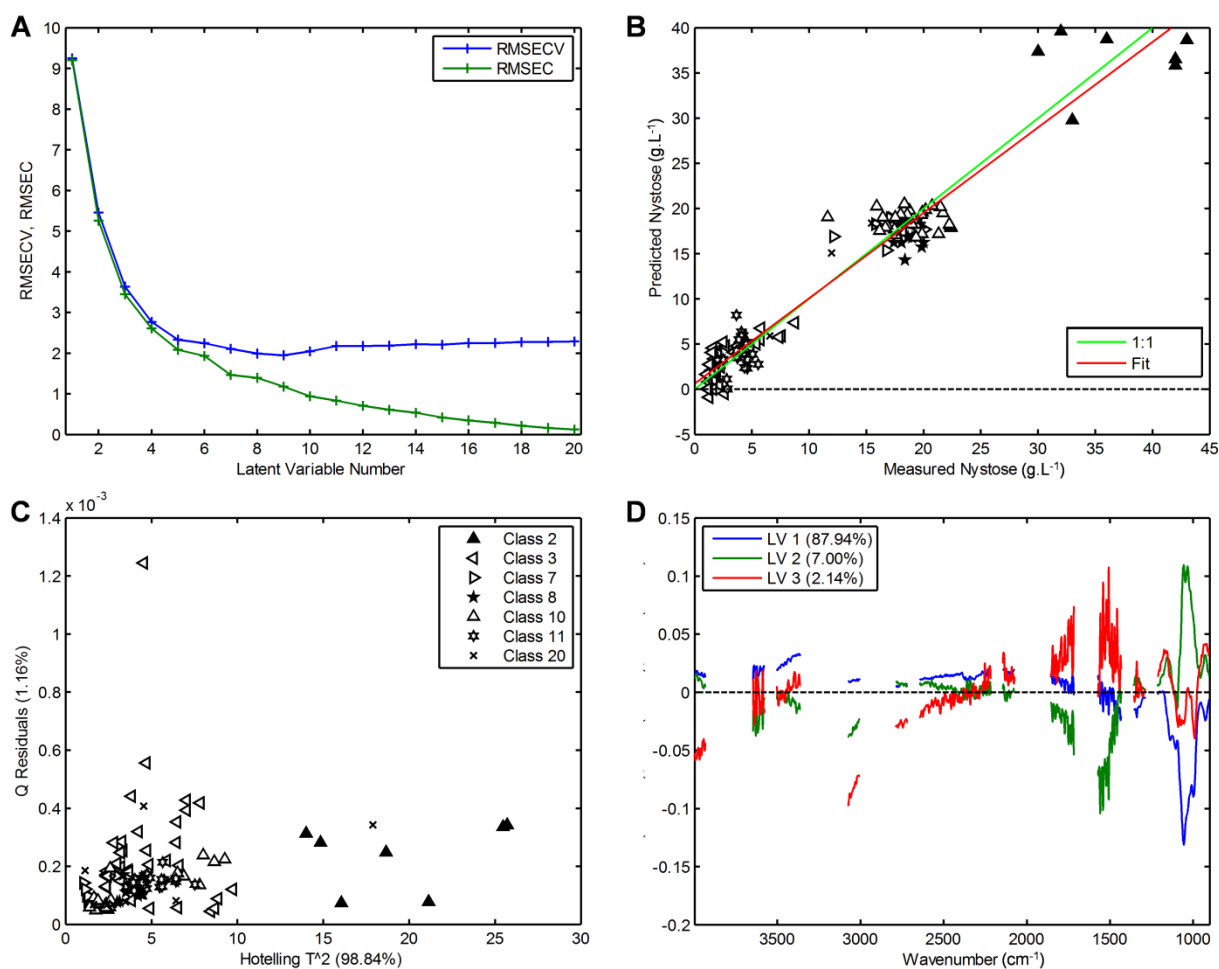 A
10
9
8
7
6
5
4
3
2
1
0
RMSECV, RMSEC
RMSECV
RMSEC
2 4 6 8 10 12 14 16 18 20
Latent Variable Number
B
40
35
30
25
20
15
10
5
0
-5
Predicted Nystose (g.L-1)
1:1
Fit
0 5 10 15 20 25 30 35 40 45
Measured Nystose (g.L-1)
C
x 10-3
1.4
1.2
1
0.8
0.6
0.4
0.2
0
Q Residuals (1.16%)
Class 2
Class 3
Class 7
Class 8
Class 10
Class 11
Class 20
0 5 10 15 20 25 30
Hotelling T^2 (98.84%)
D
0.15
0.1
0.05
0
-0.05
-0.1
-0.15
-0.2
LV 1 (87.94%)
LV 2 (7.00%)
LV 3 (2.14%)
3500 3000 2500 2000 1500 1000
Wavenumber (cm-1)